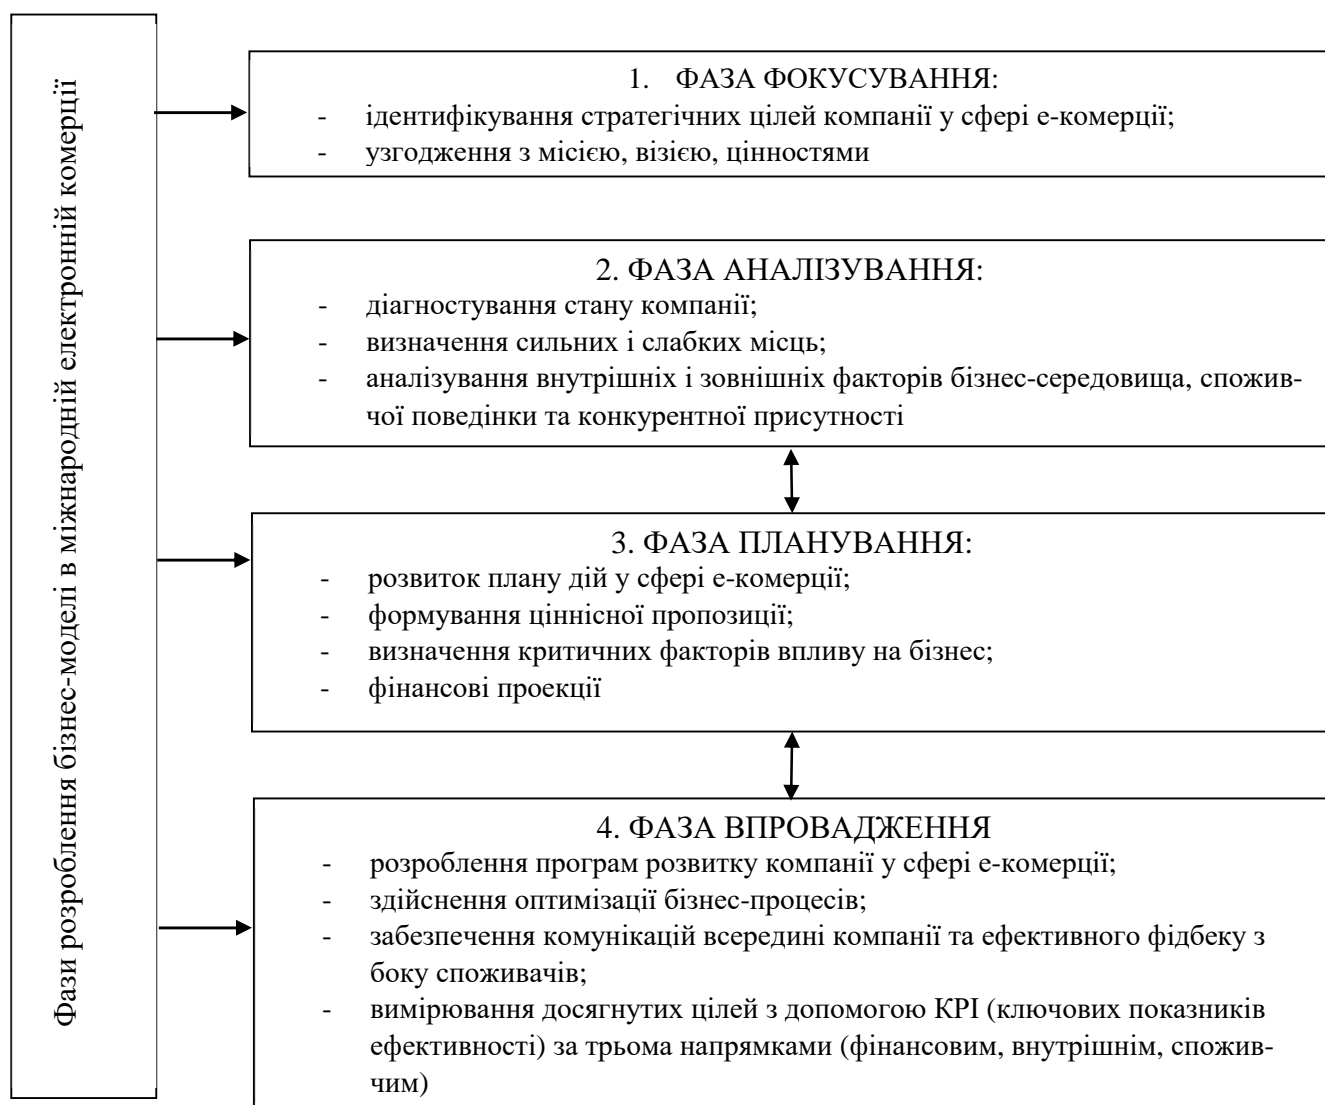 Фази розроблення бізнес-моделі в міжнародній електронній комерції
1. ФАЗА ФОКУСУВАННЯ:
- ідентифікування стратегічних цілей компанії у сфері е-комерції;
- узгодження з місією, візією, цінностями
2. ФАЗА АНАЛІЗУВАННЯ:
- діагностування стану компанії;
- визначення сильних і слабких місць;
- аналізування внутрішніх і зовнішніх факторів бізнес-середовища, спожив-
чої поведінки та конкурентної присутності
3. ФАЗА ПЛАНУВАННЯ:
- розвиток плану дій у сфері е-комерції;
- формування ціннісної пропозиції;
- визначення критичних факторів впливу на бізнес;
- фінансові проекції
4. ФАЗА ВПРОВАДЖЕННЯ
- розроблення програм розвитку компанії у сфері е-комерції;
- здійснення оптимізації бізнес-процесів;
- забезпечення комунікацій всередині компанії та ефективного фідбеку з
боку споживачів;
- вимірювання досягнутих цілей з допомогою КРІ (ключових показників
ефективності) за трьома напрямками (фінансовим, внутрішнім, спожив-
чим)